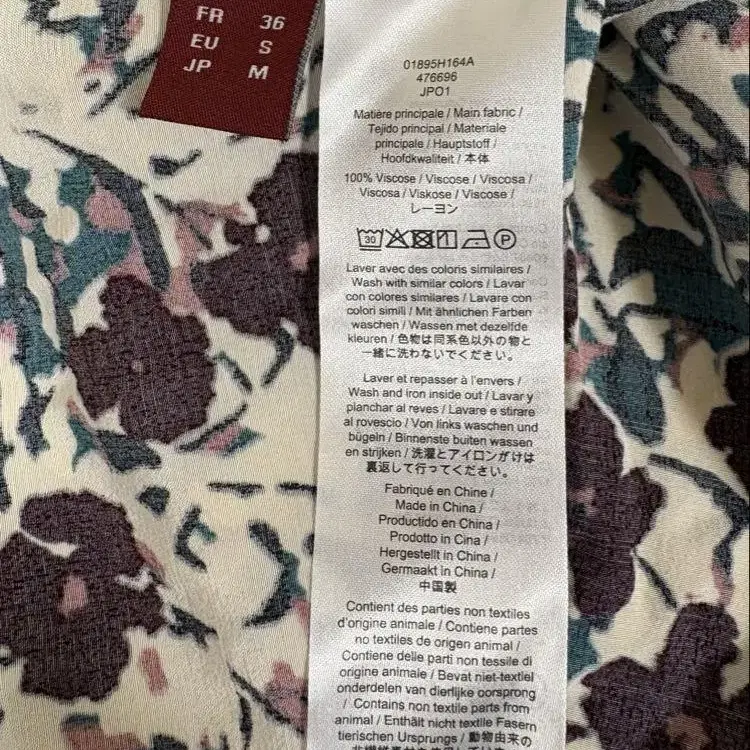 FR 36
EU S
JP M
01895H164A
476696
JPO1
Matière principale / Main fabric /
Tejido principal / Materiale
principale / Hauptstoff /
Hoofdkwaliteit / 本体
100% Viscose / Viscose / Viscosa /
Viscosa / Viskose / Viscose /
レーヨン
30
P
Laver avec des coloris similaires /
Wash with similar colors / Lavar
con colores similares / Lavare con
colori simili / Mit ähnlichen Farben
waschen / Wassen met dezelfde
kleuren / 色物は同系色以外の物と
一緒に洗わないでください。
Laver et repasser à l'envers /
Wash and iron inside out / Lavar y
planchar al reves / Lavare e stirare
al rovescio / Von links waschen und
bügeln / Binnenste buiten wassen
en strijken / 洗濯とアイロンがけは
裏返して行ってください。
Fabriqué en Chine /
Made in China /
Productido en China /
Prodotto in Cina /
Hergestellt in China /
Germaakt in China /
中国製
Contient des parties non textiles
d'origine animale / Contiene partes
no textiles de origen animal /
Contiene delle parti non tessile di
origine animale / Bevat niet-textiel
onderdelen van dierlijke oorsprong
/ Contains non textile parts from
animal / Enthält nicht textile Fasern
tierischen Ursprungs / 動物由来の